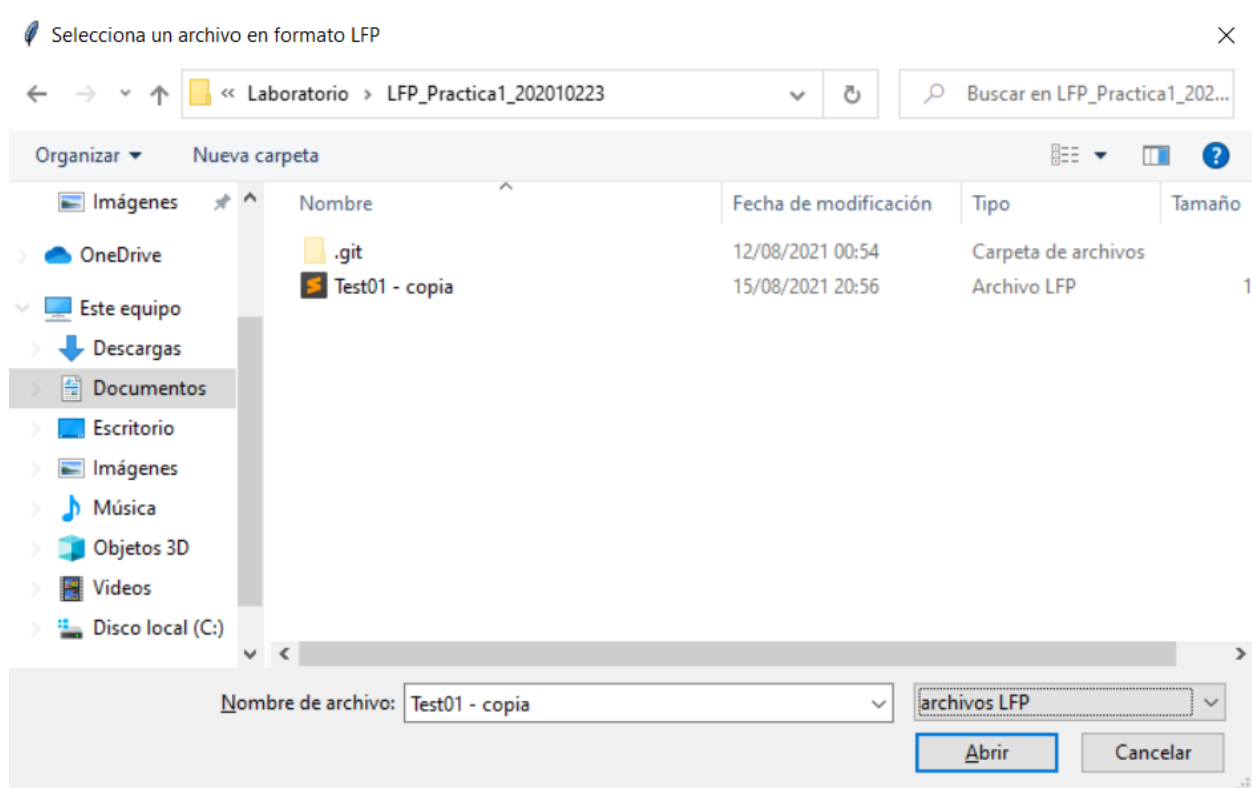 Selecciona un archivo en formato LFP
« Laboratorio › LFP_Practica1_202010223
Buscar en LFP_Practica1_202...
Organizar
Nueva carpeta
?
Imágenes
OneDrive
Este equipo
Descargas
Documentos
Escritorio
Imágenes
Música
Objetos 3D
Videos
Disco local (C:)
Nombre Fecha de modificación Tipo Tamaño
.git 12/08/2021 00:54 Carpeta de archivos
Test01 - copia 15/08/2021 20:56 Archivo LFP 1
Nombre de archivo: Test01 - copia archivos LFP
Abrir Cancelar